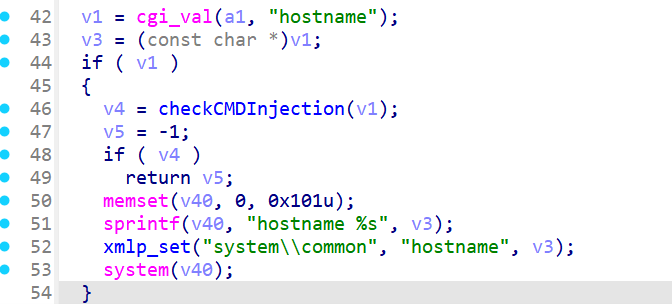 42 v1 = cgi_val(a1, "hostname");
43 v3 = (const char *)v1;
44 if ( v1 )
45 {
46 v4 = checkCMDInjection(v1);
47 v5 = -1;
48 if ( v4 )
49 return v5;
50 memset(v40, 0, 0x101u);
51 sprintf(v40, "hostname %s", v3);
52 xmlp_set("system\\common", "hostname", v3);
53 system(v40);
54 }